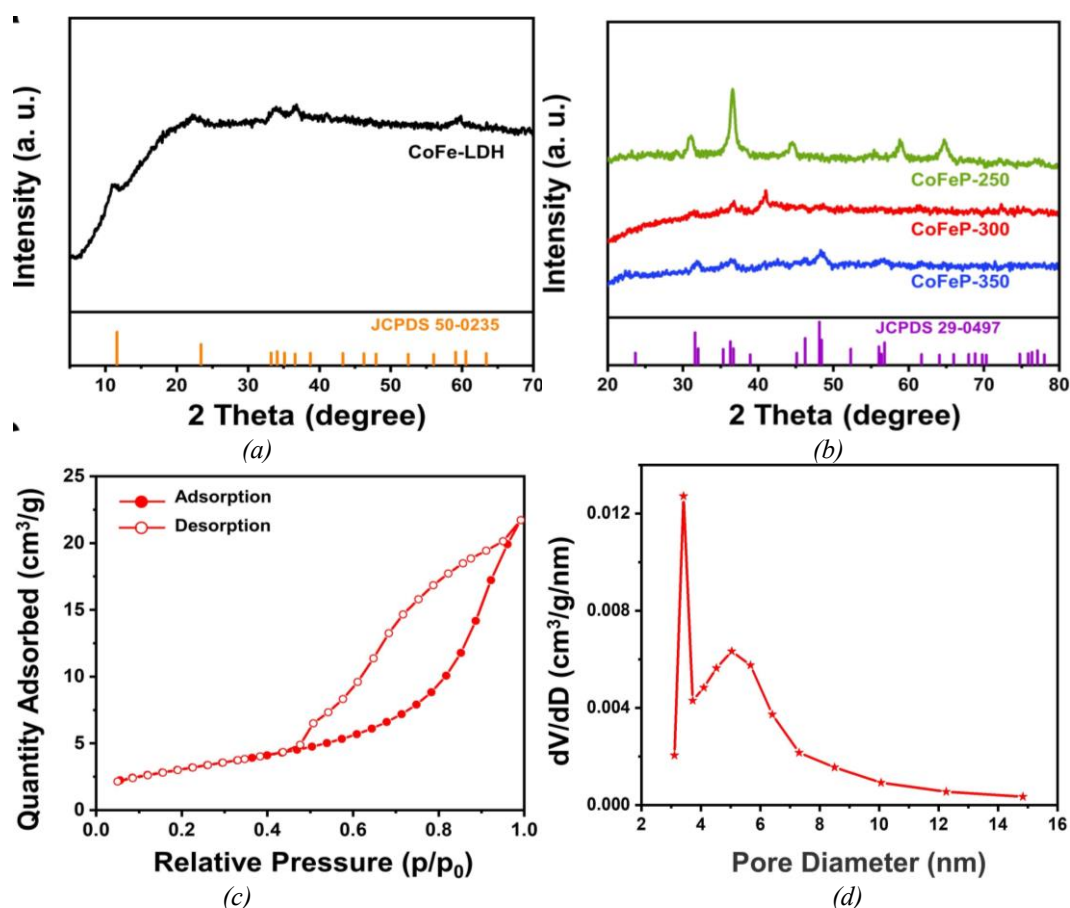 Intensity (a. u.)
CoFe-LDH
JCPDS 50-0235
10 20 30 40 50 60 70
2 Theta (degree)
(a)
Intensity (a. u.)
CoFeP-250
CoFeP-300
CoFeP-350
JCPDS 29-0497
20 30 40 50 60 70 80
2 Theta (degree)
(b)
Quantity Adsorbed (cm³/g)
25
20
15
10
5
0
Adsorption
Desorption
0.0 0.2 0.4 0.6 0.8 1.0
Relative Pressure (p/p₀)
(c)
dV/dD (cm³/g/nm)
0.012
0.008
0.004
0.000
2 4 6 8 10 12 14 16
Pore Diameter (nm)
(d)